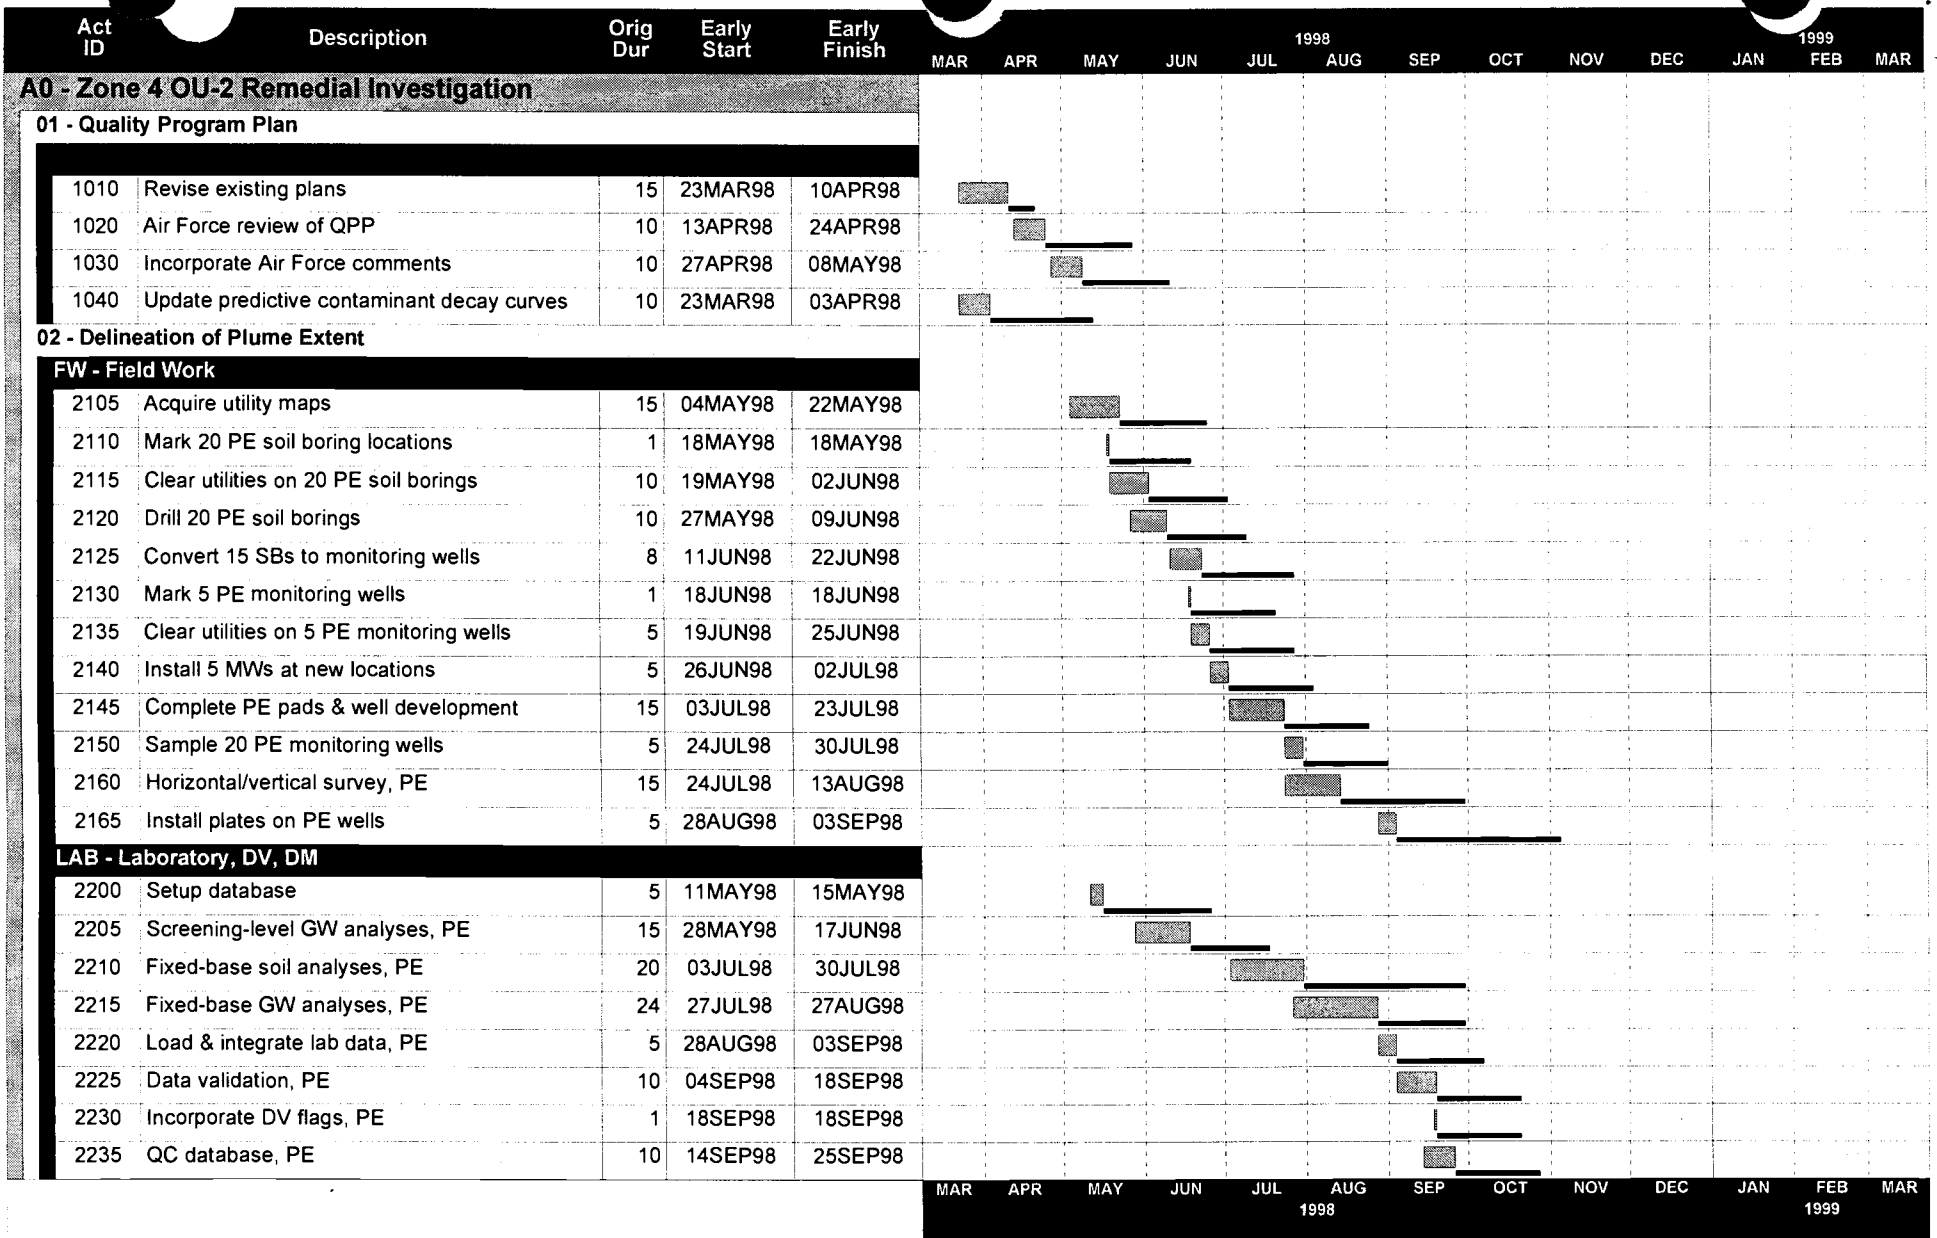 Act ID Description Orig Dur Early Start Early Finish
1998 1999
MAR APR MAY JUN JUL AUG SEP OCT NOV DEC JAN FEB MAR
A0 - Zone 4 OU-2 Remedial Investigation
01 - Quality Program Plan
1010 Revise existing plans 15 23MAR98 10APR98
1020 Air Force review of QPP 10 13APR98 24APR98
1030 Incorporate Air Force comments 10 27APR98 08MAY98
1040 Update predictive contaminant decay curves 10 23MAR98 03APR98
02 - Delineation of Plume Extent
FW - Field Work
2105 Acquire utility maps 15 04MAY98 22MAY98
2110 Mark 20 PE soil boring locations 1 18MAY98 18MAY98
2115 Clear utilities on 20 PE soil borings 10 19MAY98 02JUN98
2120 Drill 20 PE soil borings 10 27MAY98 09JUN98
2125 Convert 15 SBs to monitoring wells 8 11JUN98 22JUN98
2130 Mark 5 PE monitoring wells 1 18JUN98 18JUN98
2135 Clear utilities on 5 PE monitoring wells 5 19JUN98 25JUN98
2140 Install 5 MWs at new locations 5 26JUN98 02JUL98
2145 Complete PE pads & well development 15 03JUL98 23JUL98
2150 Sample 20 PE monitoring wells 5 24JUL98 30JUL98
2160 Horizontal/vertical survey, PE 15 24JUL98 13AUG98
2165 Install plates on PE wells 5 28AUG98 03SEP98
LAB - Laboratory, DV, DM
2200 Setup database 5 11MAY98 15MAY98
2205 Screening-level GW analyses, PE 15 28MAY98 17JUN98
2210 Fixed-base soil analyses, PE 20 03JUL98 30JUL98
2215 Fixed-base GW analyses, PE 24 27JUL98 27AUG98
2220 Load & integrate lab data, PE 5 28AUG98 03SEP98
2225 Data validation, PE 10 04SEP98 18SEP98
2230 Incorporate DV flags, PE 1 18SEP98 18SEP98
2235 QC database, PE 10 14SEP98 25SEP98
MAR APR MAY JUN JUL AUG SEP OCT NOV DEC JAN FEB MAR
1998 1999